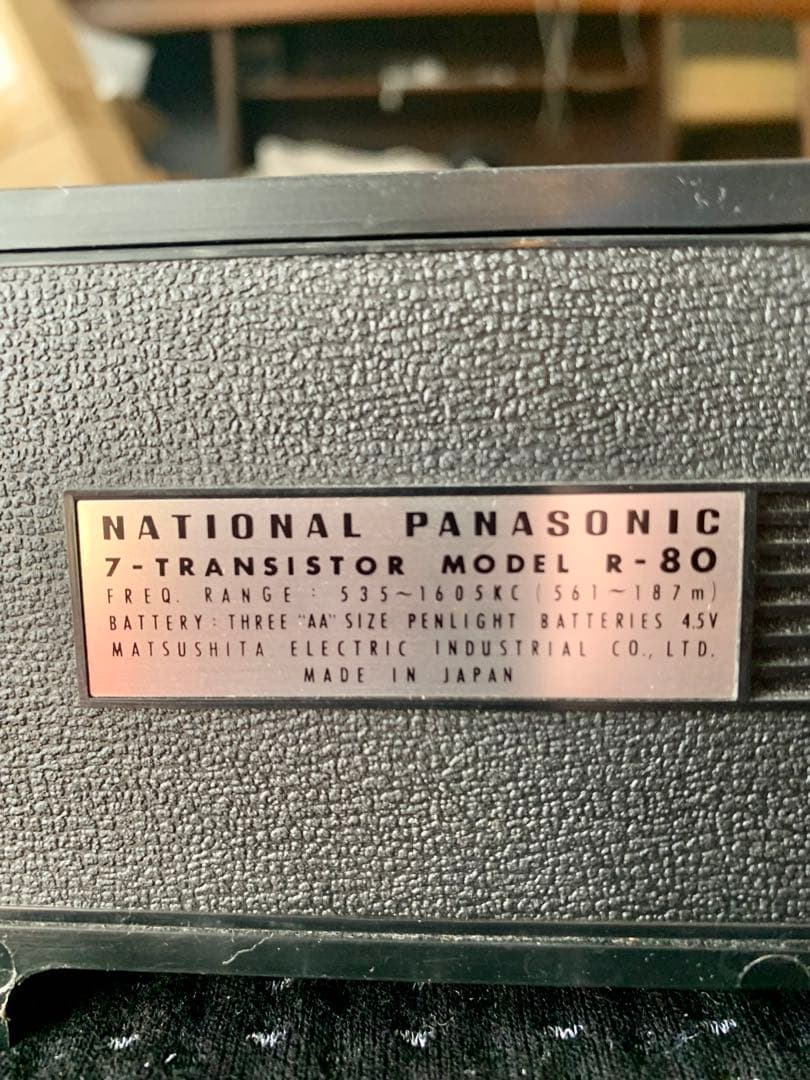 NATIONAL PANASONIC
7-TRANSISTOR MODEL R-80
FREQ. RANGE : 535~1605KC (561~187m)
BATTERY : THREE "AA" SIZE PENLIGHT BATTERIES 4.5V
MATSUSHITA ELECTRIC INDUSTRIAL CO., LTD.
MADE IN JAPAN